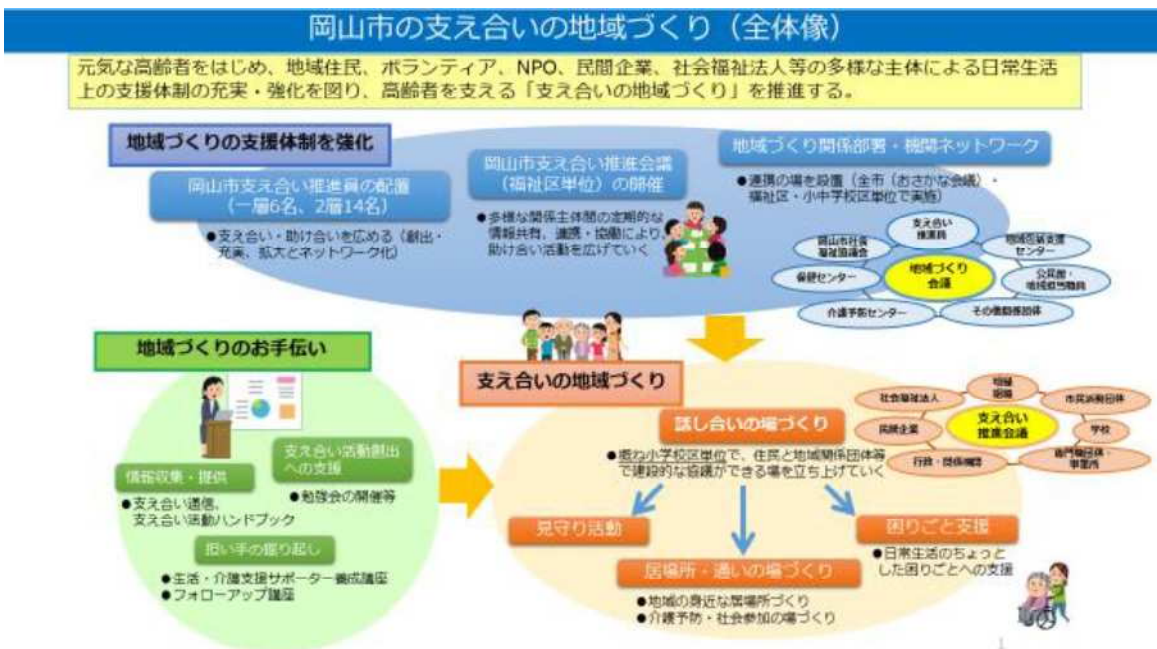 岡山市の支え合いの地域づくり（全体像）
元気な高齢者をはじめ、地域住民、ボランティア、NPO、民間企業、社会福祉法人等の多様な主体による日常生活
上の支援体制の充実・強化を図り、高齢者を支える「支え合いの地域づくり」を推進する。
地域づくりの支援体制を強化
岡山市支え合い推進員の配置
（一層6名、2層14名）
●支え合い・助け合いを広める（創出・
充実、拡大とネットワーク化）
岡山市支え合い推進会議
（福祉区単位）の開催
●多様な関係主体間の定期的な
情報共有、連携・協働により、
助け合い活動を広げていく
地域づくり関係部署・機関ネットワーク
●連携の場を設置（全市（おさかな会議）・
福祉区・小中学校区単位で実施）
支え合い
推進員
岡山市社会
福祉協議会
地域包括支援
センター
保健センター
地域づくり
会議
公民館・
地域担当職員
介護予防センター
その他関係団体
地域づくりのお手伝い
支え合い活動創出
への支援
●勉強会の開催等
情報収集・提供
●支え合い通信、
支え合い活動ハンドブック
担い手の掘り起し
●生活・介護支援サポーター養成講座
●フォローアップ講座
支え合いの地域づくり
話し合いの場づくり
●概ね小学校区単位で、住民と地域関係団体等
で建設的な協議ができる場を立ち上げていく
見守り活動
居場所・通いの場づくり
●地域の身近な居場所づくり
●介護予防・社会参加の場づくり
困りごと支援
●日常生活のちょっと
した困りごとへの支援
地縁
組織
社会福祉法人
市民活動団体
民間企業
支え合い
推進会議
学校
行政・関係機関
専門職団体・
事業所
1